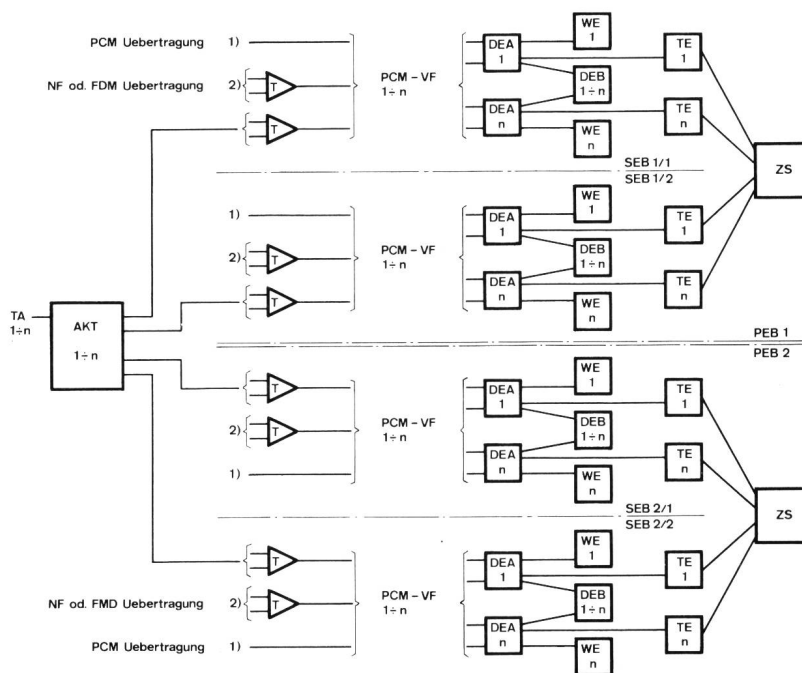 PCM Uebertragung 1)
NF od. FDM Uebertragung 2) T
T
PCM – VF
1÷n
DEA
1
DEA
n
WE
1
DEB
1÷n
WE
n
TE
1
TE
n
SEB 1/1
SEB 1/2
ZS
1)
2) T
T
PCM – VF
1÷n
DEA
1
DEA
n
WE
1
DEB
1÷n
WE
n
TE
1
TE
n
TA
1÷n
AKT
1÷n
PEB 1
PEB 2
T
2) T
1)
PCM – VF
1÷n
DEA
1
DEA
n
WE
1
DEB
1÷n
WE
n
TE
1
TE
n
SEB 2/1
SEB 2/2
ZS
T
NF od. FMD Uebertragung 2) T
PCM Uebertragung 1)
PCM – VF
1÷n
DEA
1
DEA
n
WE
1
DEB
1÷n
WE
n
TE
1
TE
n